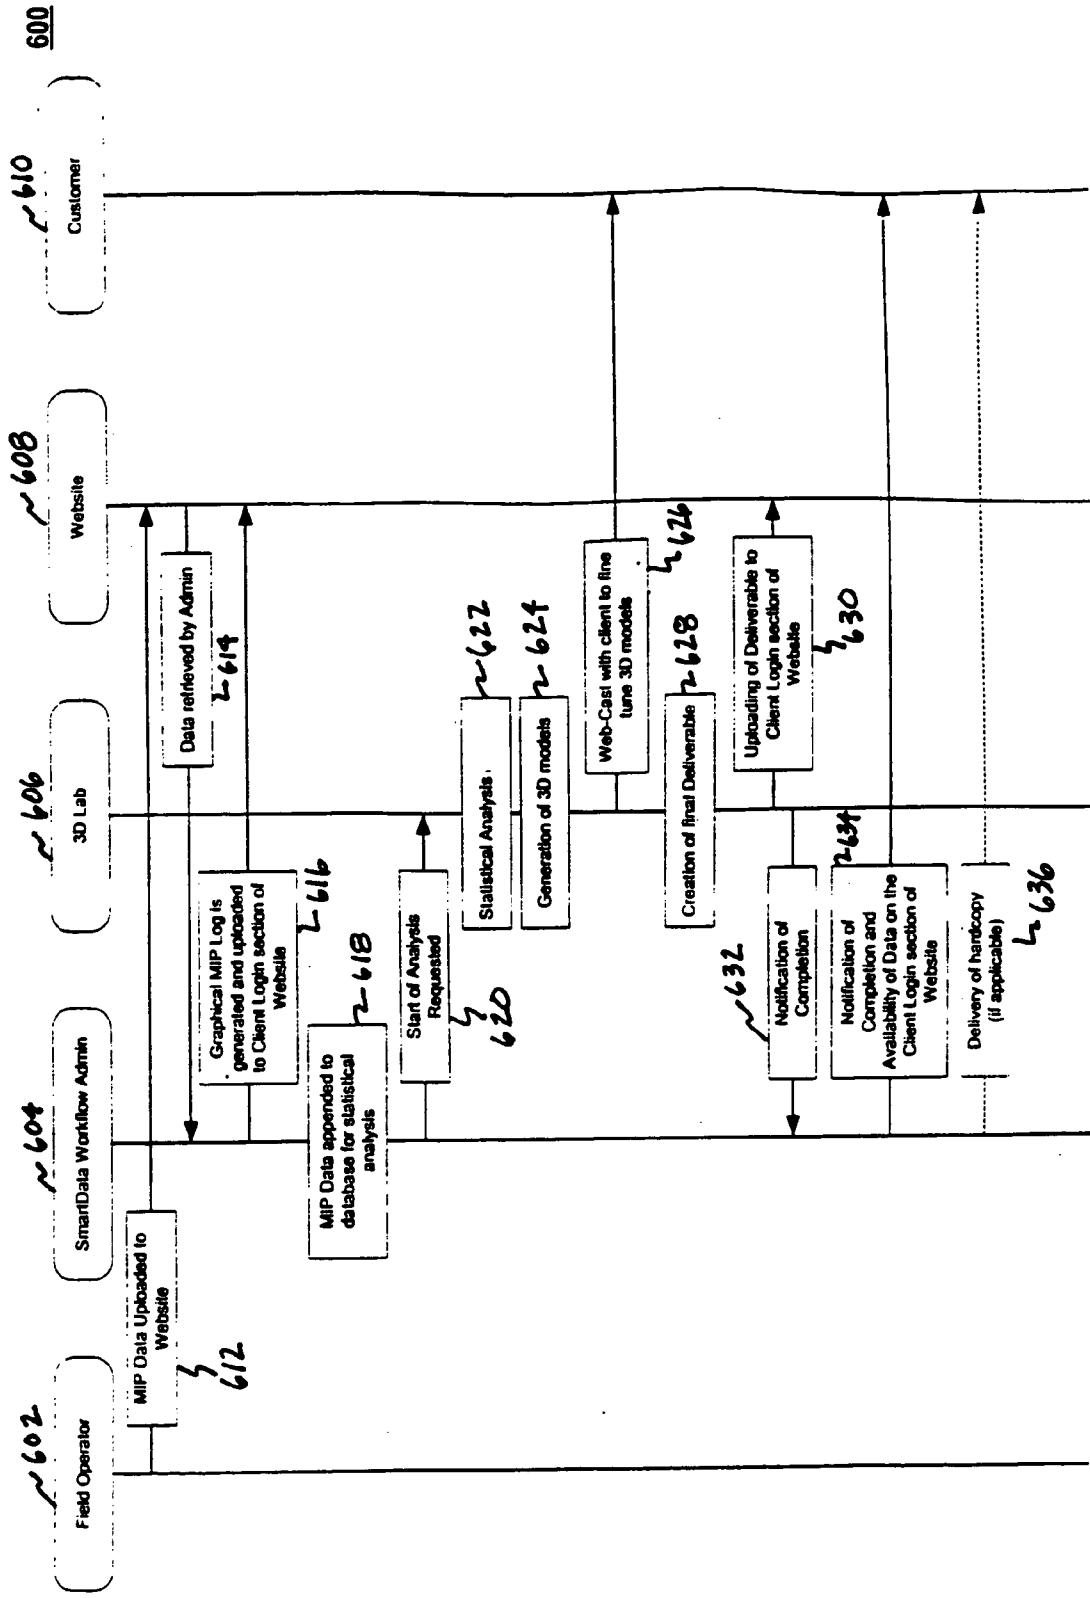 600
602
Field Operator
604
SmartData Workflow Admin
606
3D Lab
608
Website
610
Customer
MIP Data Uploaded to
Website
612
Data retrieved by Admin
614
Graphical MIP Log is
generated and uploaded
to Client Login section of
Website
616
MIP Data appended to
database for statistical
analysis
618
Start of Analysis
Requested
620
Statistical Analysis
622
Generation of 3D models
624
Web-Cast with client to fine
tune 3D models
626
Creation of final Deliverable
628
Uploading of Deliverable to
Client Login section of
Website
630
Notification of
Completion
632
Notification of
Completion and
Availability of Data on the
Client Login section of
Website
634
Delivery of hardcopy
(if applicable)
636